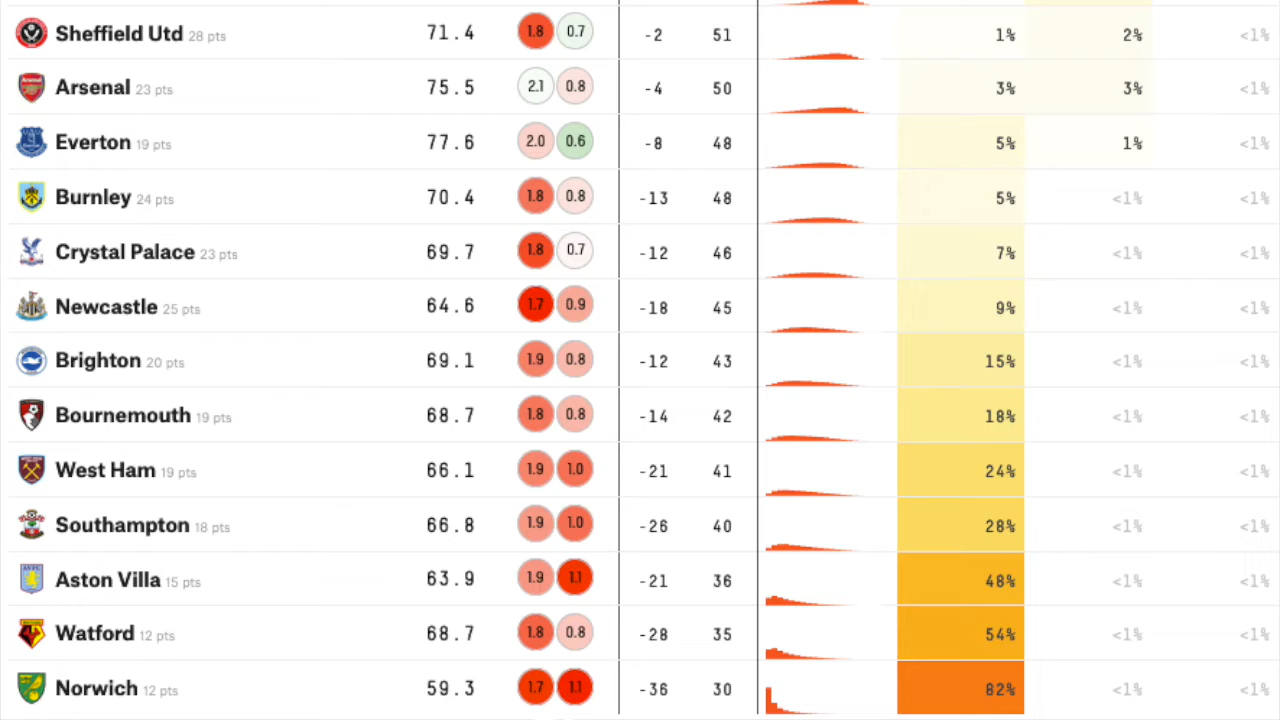 Sheffield Utd 28 pts 71.4 1.8 0.7 -2 51 1% 2% <1%
Arsenal 23 pts 75.5 2.1 0.8 -4 50 3% 3% <1%
Everton 19 pts 77.6 2.0 0.6 -8 48 5% 1% <1%
Burnley 24 pts 70.4 1.8 0.8 -13 48 5% <1% <1%
Crystal Palace 23 pts 69.7 1.8 0.7 -12 46 7% <1% <1%
Newcastle 25 pts 64.6 1.7 0.9 -18 45 9% <1% <1%
Brighton 20 pts 69.1 1.9 0.8 -12 43 15% <1% <1%
Bournemouth 19 pts 68.7 1.8 0.8 -14 42 18% <1% <1%
West Ham 19 pts 66.1 1.9 1.0 -21 41 24% <1% <1%
Southampton 18 pts 66.8 1.9 1.0 -26 40 28% <1% <1%
Aston Villa 15 pts 63.9 1.9 1.1 -21 36 48% <1% <1%
Watford 12 pts 68.7 1.8 0.8 -28 35 54% <1% <1%
Norwich 12 pts 59.3 1.7 1.1 -36 30 82% <1% <1%